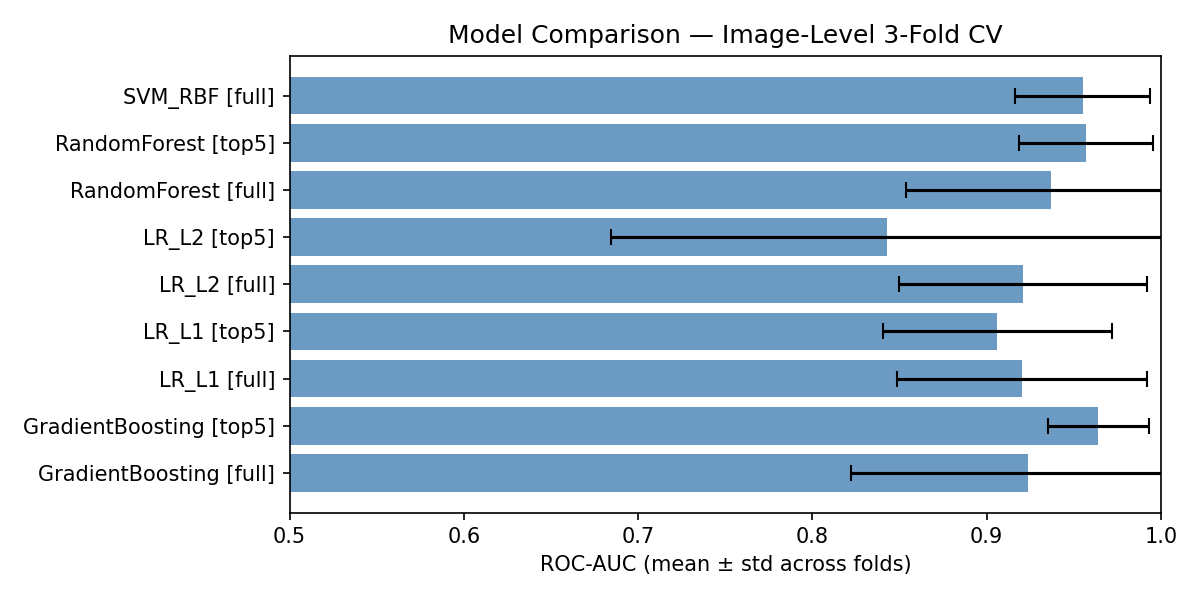 Model Comparison — Image-Level 3-Fold CV
SVM_RBF [full]
RandomForest [top5]
RandomForest [full]
LR_L2 [top5]
LR_L2 [full]
LR_L1 [top5]
LR_L1 [full]
GradientBoosting [top5]
GradientBoosting [full]
0.5 0.6 0.7 0.8 0.9 1.0
ROC-AUC (mean ± std across folds)